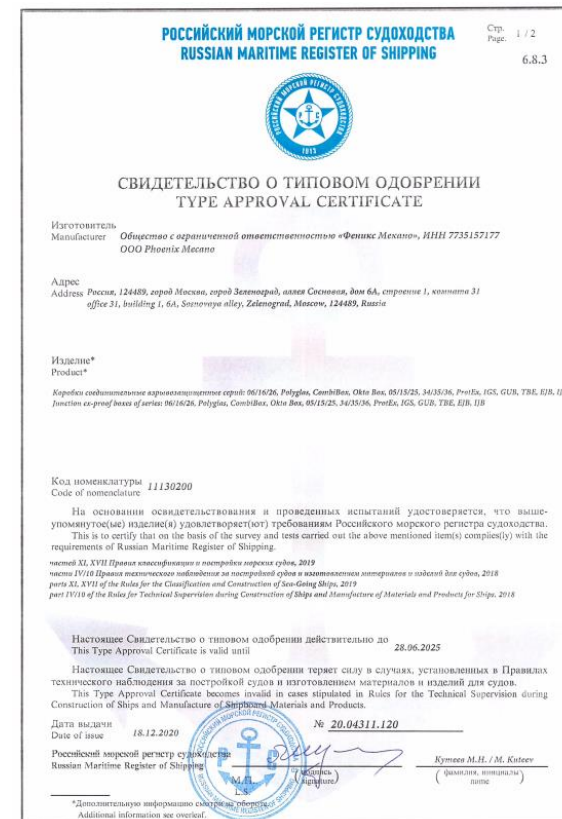 РОССИЙСКИЙ МОРСКОЙ РЕГИСТР СУДОХОДСТВА
RUSSIAN MARITIME REGISTER OF SHIPPING
Стр.
Page. 1 / 2
6.8.3
РОССИЙСКИЙ МОРСКОЙ РЕГИСТР СУДОХОДСТВА
Р С
1913
СВИДЕТЕЛЬСТВО О ТИПОВОМ ОДОБРЕНИИ
TYPE APPROVAL CERTIFICATE
Изготовитель
Manufacturer Общество с ограниченной ответственностью «Феникс Мекано», ИНН 7735157177
ООО Phoenix Mecano
Адрес
Address Россия, 124489, город Москва, город Зеленоград, аллея Сосновая, дом 6А, строение 1, комната 31
office 31, building 1, 6A, Sosnovaya alley, Zelenograd, Moscow, 124489, Russia
Изделие*
Product*
Коробки соединительные взрывозащищенные серий: 06/16/26, Polyglas, CombiBox, Okta Box, 05/15/25, 34/35/36, ProtEx, IGS, GUB, TBE, EJB,
Junction ex-proof boxes of series: 06/16/26, Polyglas, CombiBox, Okta Box, 05/15/25, 34/35/36, ProtEx, IGS, GUB, TBE, EJB, IJB
Код номенклатуры 11130200
Code of nomenclature
На основании освидетельствования и проведенных испытаний удостоверяется, что выше-
упомянутое(ые) изделие(я) удовлетворяет(ют) требованиям Российского морского регистра судоходства.
This is to certify that on the basis of the survey and tests carried out the above mentioned item(s) complies(ly) with the
requirements of Russian Maritime Register of Shipping.
частей XI, XVII Правил классификации и постройки морских судов, 2019
части IV/10 Правил технического наблюдения за постройкой судов и изготовлением материалов и изделий для судов, 2018
parts XI, XVII of the Rules for the Classification and Construction of Sea-Going Ships, 2019
part IV/10 of the Rules for Technical Supervision during Construction of Ships and Manufacture of Materials and Products for Ships. 2018
Настоящее Свидетельство о типовом одобрении действительно до
This Type Approval Certificate is valid until 28.06.2025
Настоящее Свидетельство о типовом одобрении теряет силу в случаях, установленных в Правилах
технического наблюдения за постройкой судов и изготовлением материалов и изделий для судов.
This Type Approval Certificate becomes invalid in cases stipulated in Rules for the Technical Supervision during
Construction of Ships and Manufacture of Shipboard Materials and Products.
Дата выдачи
Date of issue 18.12.2020
№ 20.04311.120
Российский морской регистр судоходства
Russian Maritime Register of Shipping
М.П.
L.S.
( подпись )
( signature )
Кутеев М.Н. / M. Kuteev
( фамилия, инициалы )
name
*Дополнительную информацию смотри на обороте.
Additional information see overleaf.